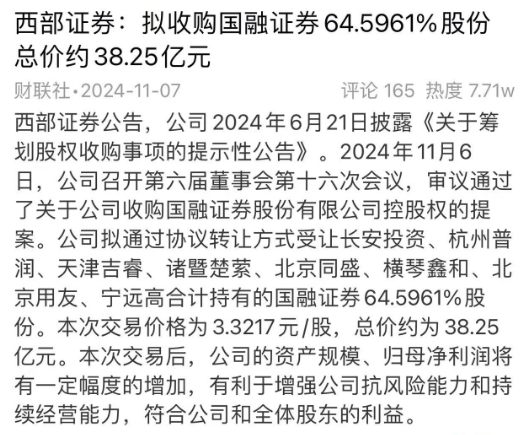 西部证券：拟收购国融证券64.5961%股份
总价约38.25亿元
财联社·2024-11-07 评论 165 热度 7.71w
西部证券公告，公司2024年6月21日披露《关于筹
划股权收购事项的提示性公告》。2024年11月6
日，公司召开第六届董事会第十六次会议，审议通过
了关于公司收购国融证券股份有限公司控股权的提
案。公司拟通过协议转让方式受让长安投资、杭州普
润、天津吉睿、诸暨楚萦、北京同盛、横琴鑫和、北
京用友、宁远高合计持有的国融证券64.5961%股
份。本次交易价格为3.3217元/股，总价约为38.25
亿元。本次交易后，公司的资产规模、归母净利润将
有一定幅度的增加，有利于增强公司抗风险能力和持
续经营能力，符合公司和全体股东的利益。